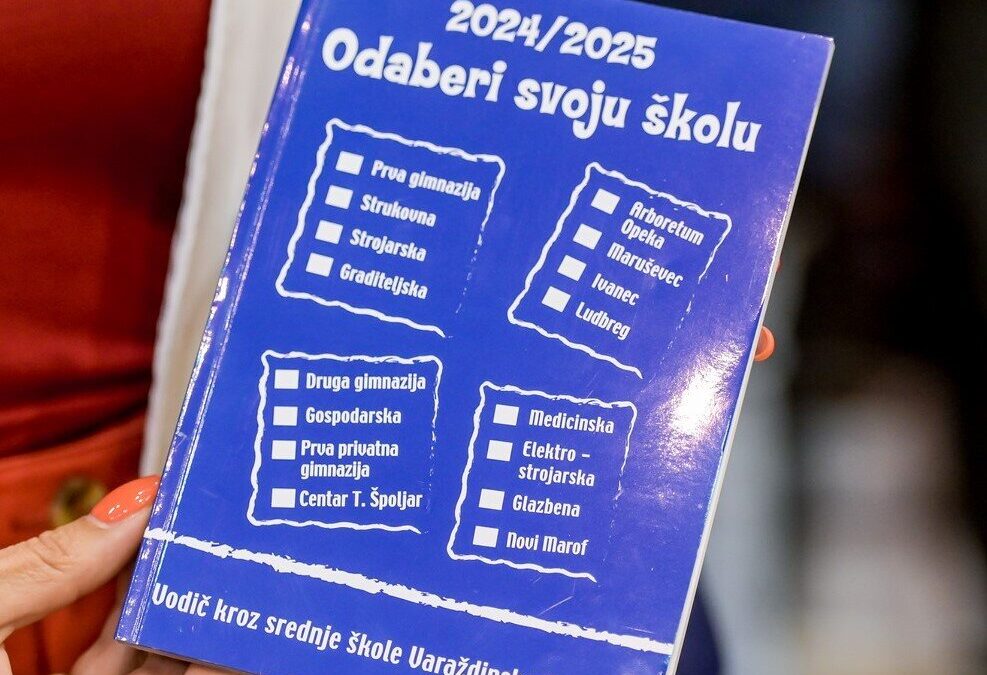 2024/2025
Odaberi svoju školu
Prva gimnazija
Strukovna
Strojarska
Graditeljska
Arboretum
Opeka
Maruševec
Ivanec
Ludbreg
Druga gimnazija
Gospodarska
Prva privatna
gimnazija
Centar T. Špoljar
Medicinska
Elektro -
strojarska
Glazbena
Novi Marof
Vodič kroz srednje škole